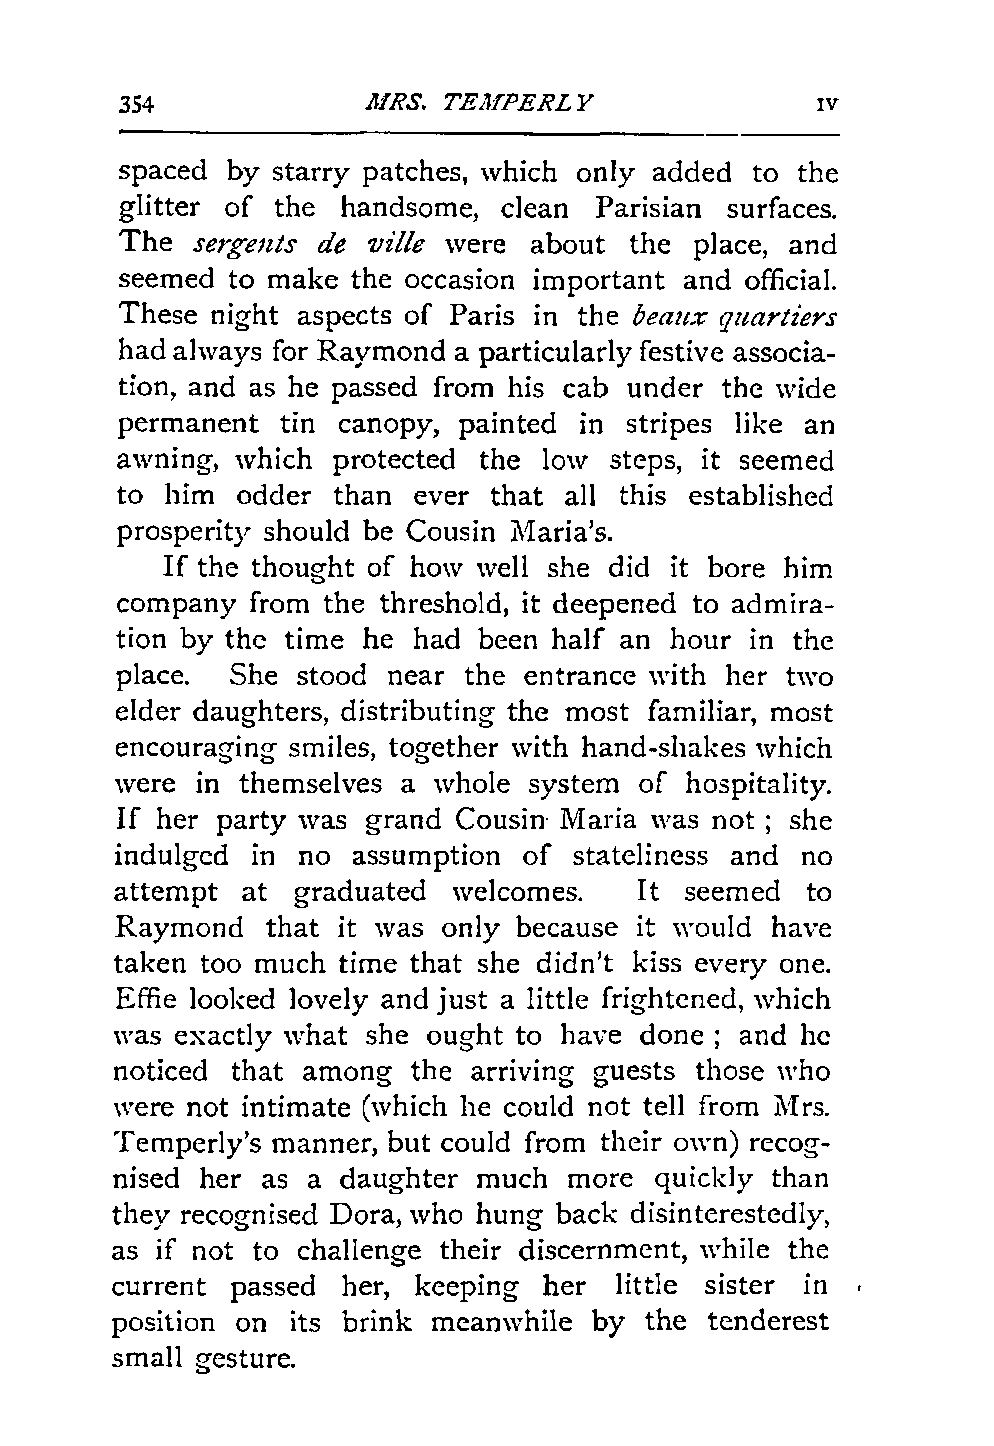 354 MRS. TEMPERLY IV
spaced by starry patches, which only added to the
glitter of the handsome, clean Parisian surfaces.
The sergents de ville were about the place, and
seemed to make the occasion important and official.
These night aspects of Paris in the beaux quartiers
had always for Raymond a particularly festive associa-
tion, and as he passed from his cab under the wide
permanent tin canopy, painted in stripes like an
awning, which protected the low steps, it seemed
to him odder than ever that all this established
prosperity should be Cousin Maria's.
If the thought of how well she did it bore him
company from the threshold, it deepened to admira-
tion by the time he had been half an hour in the
place. She stood near the entrance with her two
elder daughters, distributing the most familiar, most
encouraging smiles, together with hand-shakes which
were in themselves a whole system of hospitality.
If her party was grand Cousin Maria was not ; she
indulged in no assumption of stateliness and no
attempt at graduated welcomes. It seemed to
Raymond that it was only because it would have
taken too much time that she didn't kiss every one.
Effie looked lovely and just a little frightened, which
was exactly what she ought to have done ; and he
noticed that among the arriving guests those who
were not intimate (which he could not tell from Mrs.
Temperly's manner, but could from their own) recog-
nised her as a daughter much more quickly than
they recognised Dora, who hung back disinterestedly,
as if not to challenge their discernment, while the
current passed her, keeping her little sister in
position on its brink meanwhile by the tenderest
small gesture.